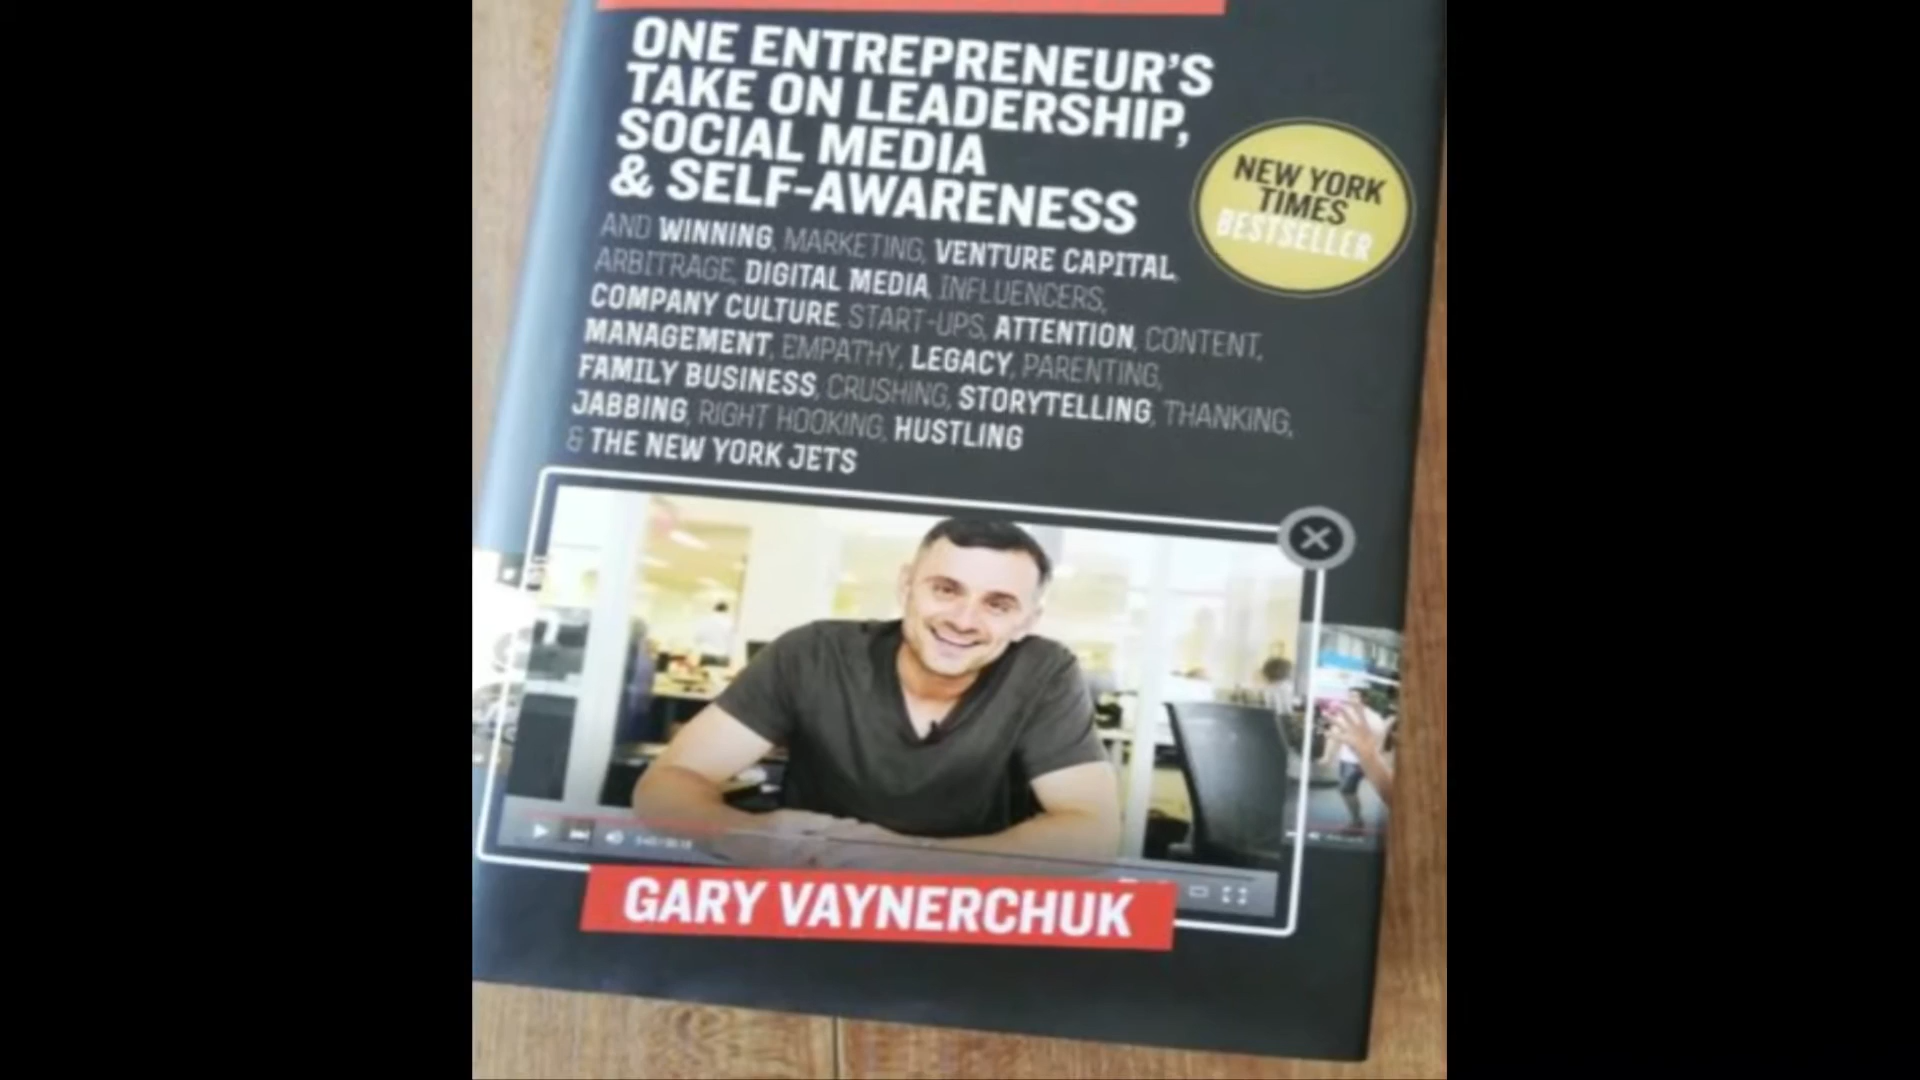 ONE ENTREPRENEUR'S
TAKE ON LEADERSHIP,
SOCIAL MEDIA
& SELF-AWARENESS
NEW YORK
TIMES
BESTSELLER
AND WINNING, MARKETING, VENTURE CAPITAL,
ARBITRAGE, DIGITAL MEDIA, INFLUENCERS,
COMPANY CULTURE, START-UPS, ATTENTION, CONTENT,
MANAGEMENT, EMPATHY, LEGACY, PARENTING,
FAMILY BUSINESS, CRUSHING, STORYTELLING, THANKING,
JABBING, RIGHT HOOKING, HUSTLING
& THE NEW YORK JETS
GARY VAYNERCHUK